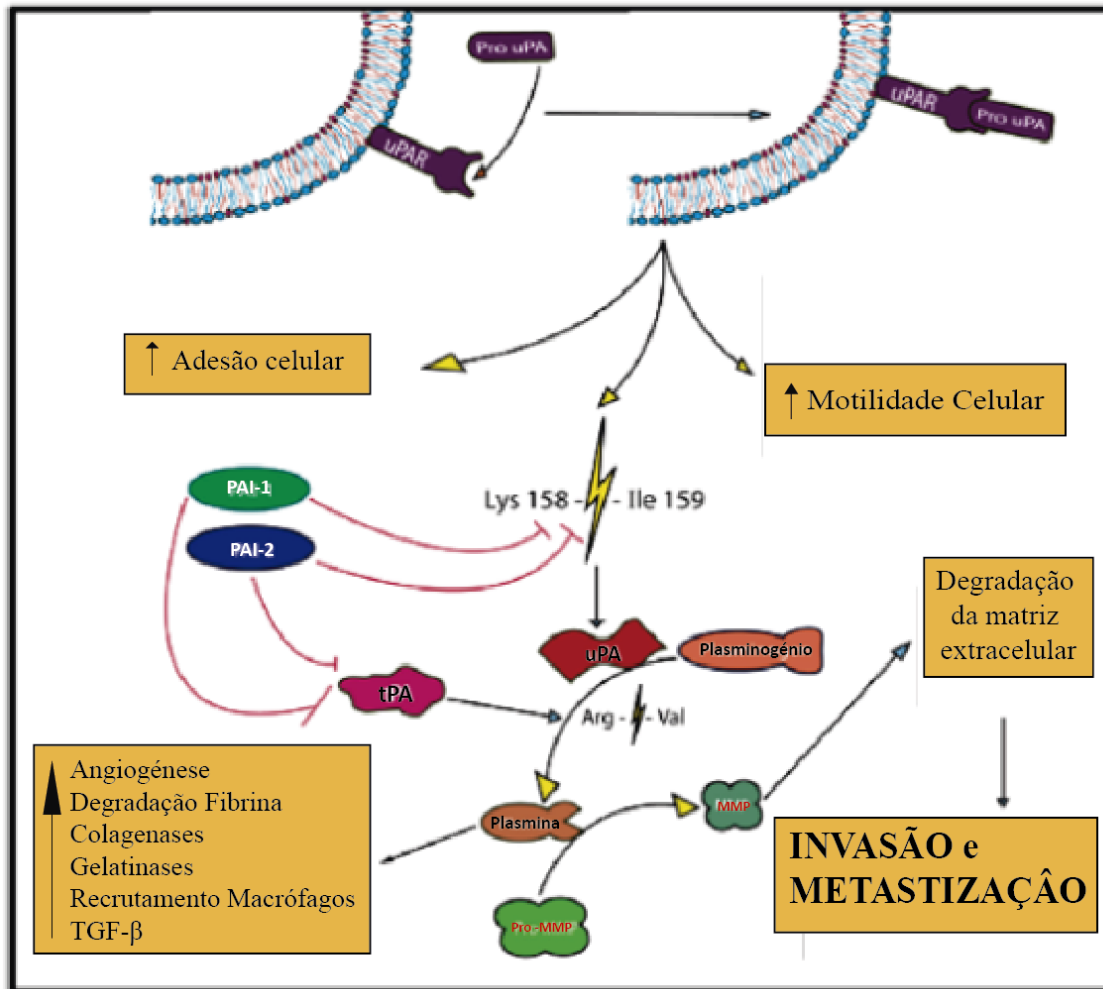 Pro uPA
uPAR
uPAR
Pro uPA
↑ Adesão celular
↑ Motilidade Celular
PAI-1
Lys 158 - - Ile 159
PAI-2
Degradação
da matriz
extracelular
uPA
Plasminogénio
tPA
Arg - - Val
Angiogénese
Degradação Fibrina
Colagenases
Gelatinases
Recrutamento Macrófagos
TGF-β
Plasmina
MMP
INVASÃO e
METASTIZAÇÂO
Pro-MMP